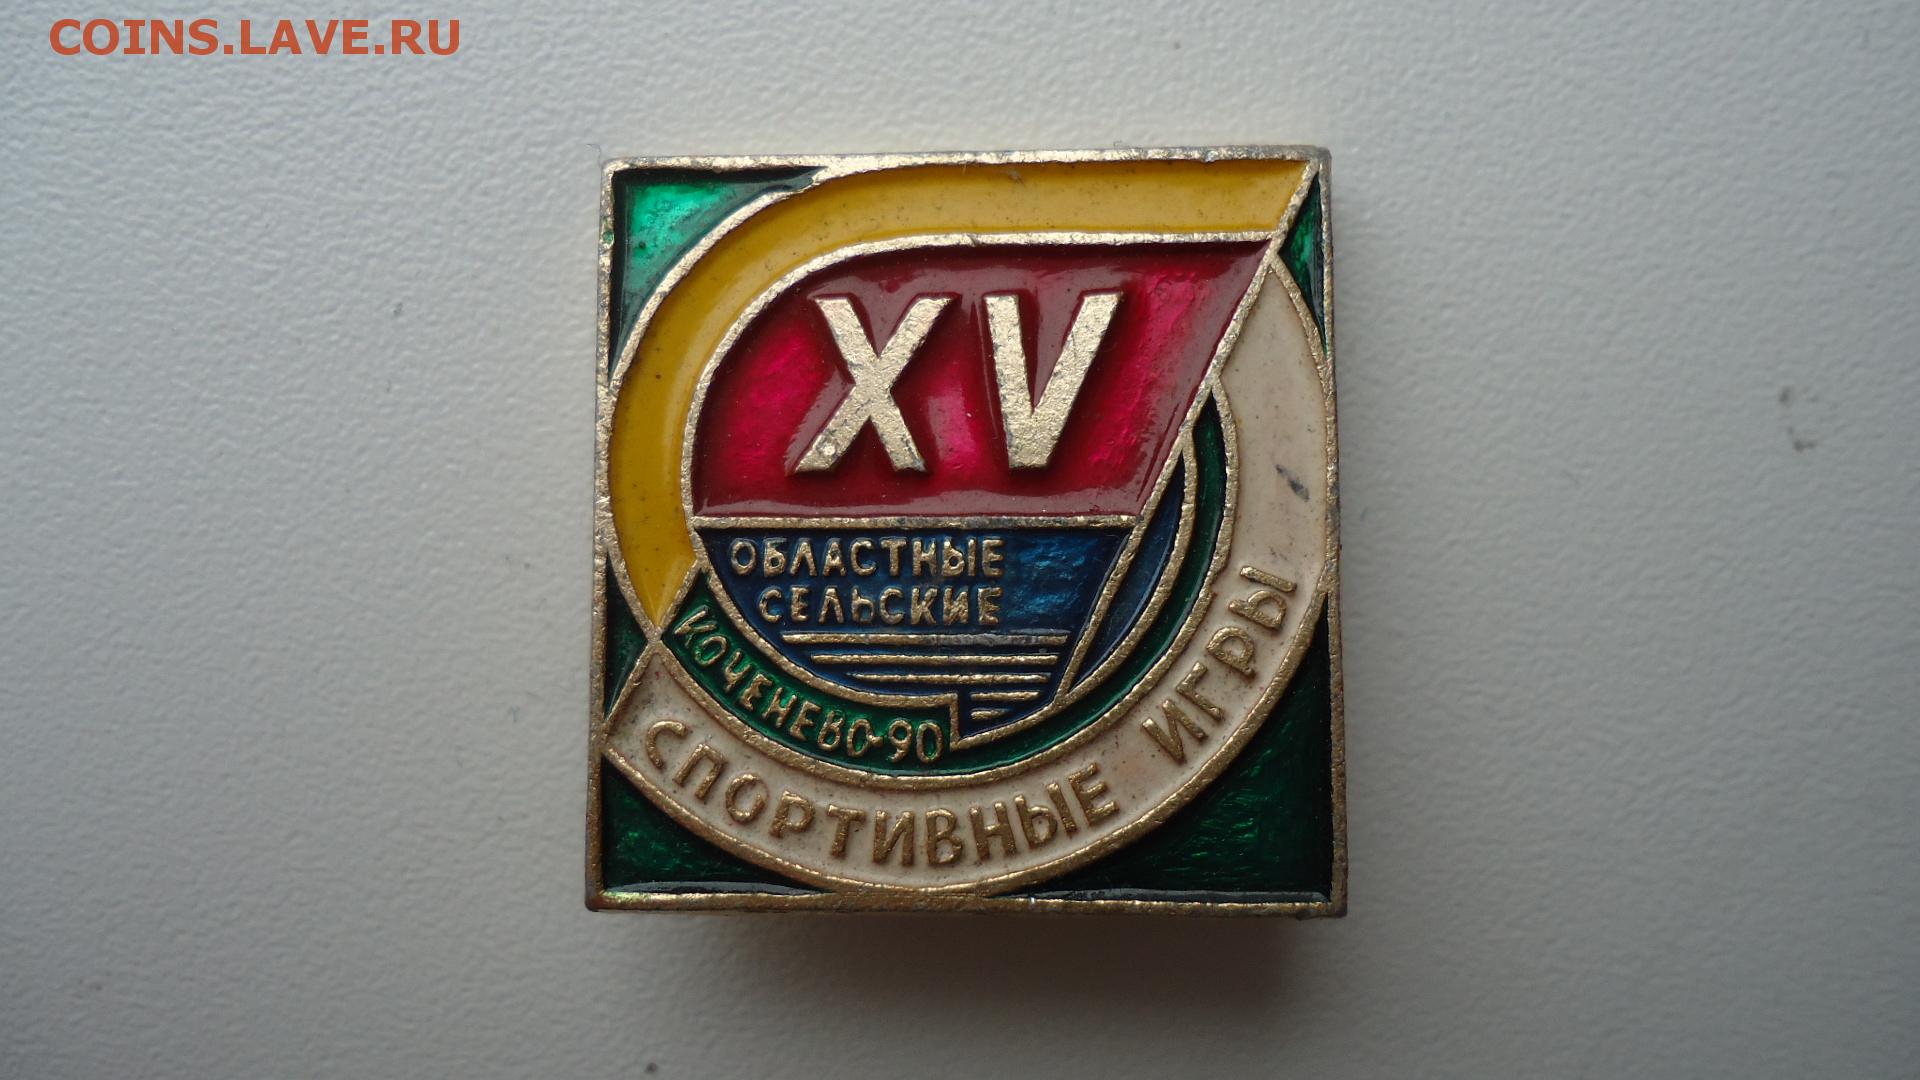 COINS.LAVE.RU
XV
ОБЛАСТНЫЕ
СЕЛЬСКИЕ
КОЧЕНЕВО-90
СПОРТИВНЫЕ ИГРЫ